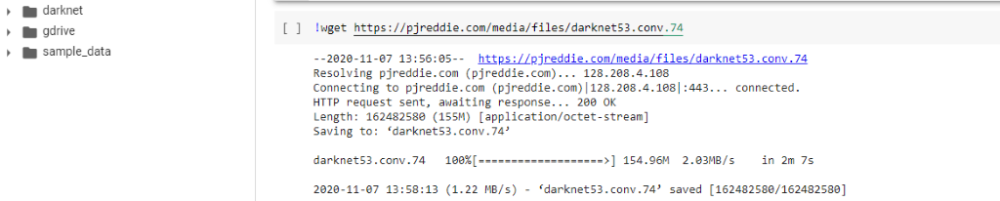 darknet
gdrive
sample_data
[ ] !wget https://pjreddie.com/media/files/darknet53.conv.74
--2020-11-07 13:56:05-- https://pjreddie.com/media/files/darknet53.conv.74
Resolving pjreddie.com (pjreddie.com)... 128.208.4.108
Connecting to pjreddie.com (pjreddie.com)|128.208.4.108|:443... connected.
HTTP request sent, awaiting response... 200 OK
Length: 162482580 (155M) [application/octet-stream]
Saving to: ‘darknet53.conv.74’
darknet53.conv.74 100%[===================>] 154.96M 2.03MB/s in 2m 7s
2020-11-07 13:58:13 (1.22 MB/s) - ‘darknet53.conv.74’ saved [162482580/162482580]